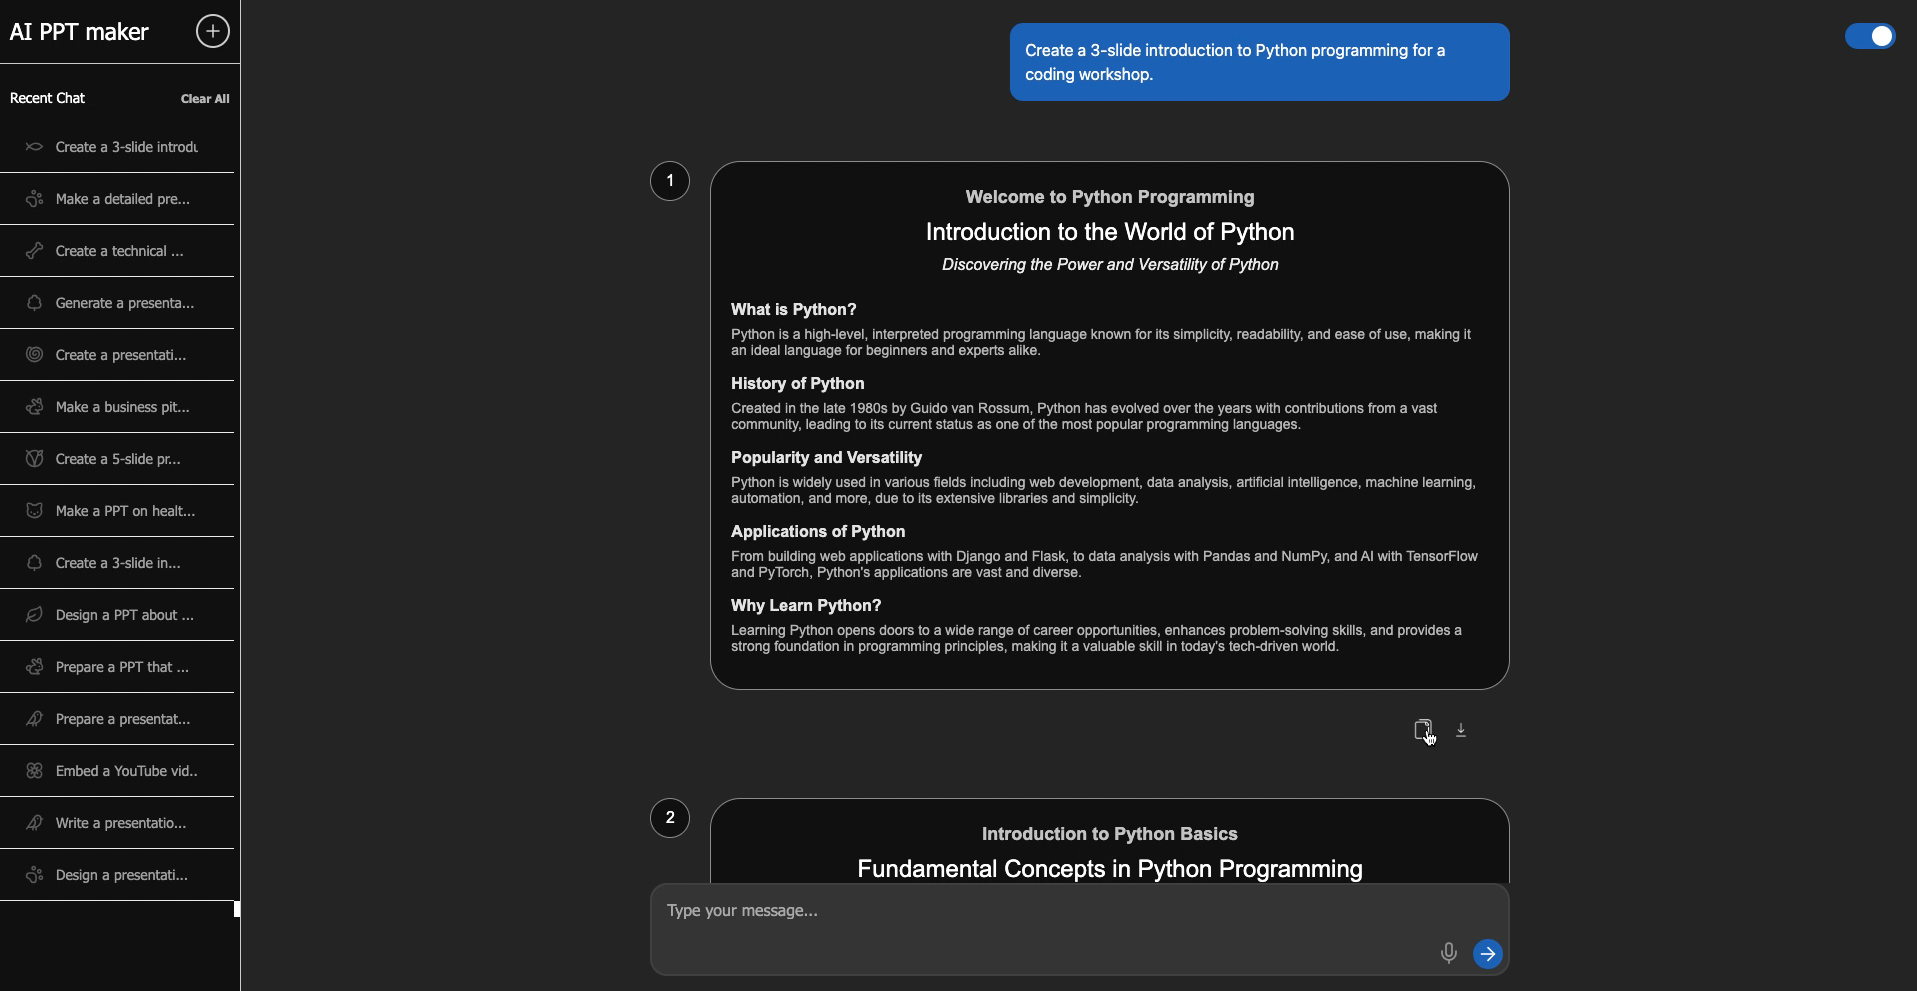 AI PPT maker
Recent Chat
Clear All
Create a 3-slide introdu
Make a detailed pre...
Create a technical ...
Generate a presenta...
Create a presentati...
Make a business pit...
Create a 5-slide pr...
Make a PPT on healt...
Create a 3-slide in...
Design a PPT about ...
Prepare a PPT that ...
Prepare a presentat...
Embed a YouTube vid..
Write a presentatio...
Design a presentati...
Create a 3-slide introduction to Python programming for a
coding workshop.
1
Welcome to Python Programming
Introduction to the World of Python
Discovering the Power and Versatility of Python
What is Python?
Python is a high-level, interpreted programming language known for its simplicity, readability, and ease of use, making it
an ideal language for beginners and experts alike.
History of Python
Created in the late 1980s by Guido van Rossum, Python has evolved over the years with contributions from a vast
community, leading to its current status as one of the most popular programming languages.
Popularity and Versatility
Python is widely used in various fields including web development, data analysis, artificial intelligence, machine learning,
automation, and more, due to its extensive libraries and simplicity.
Applications of Python
From building web applications with Django and Flask, to data analysis with Pandas and NumPy, and AI with TensorFlow
and PyTorch, Python's applications are vast and diverse.
Why Learn Python?
Learning Python opens doors to a wide range of career opportunities, enhances problem-solving skills, and provides a
strong foundation in programming principles, making it a valuable skill in today's tech-driven world.
2
Introduction to Python Basics
Fundamental Concepts in Python Programming
Type your message...